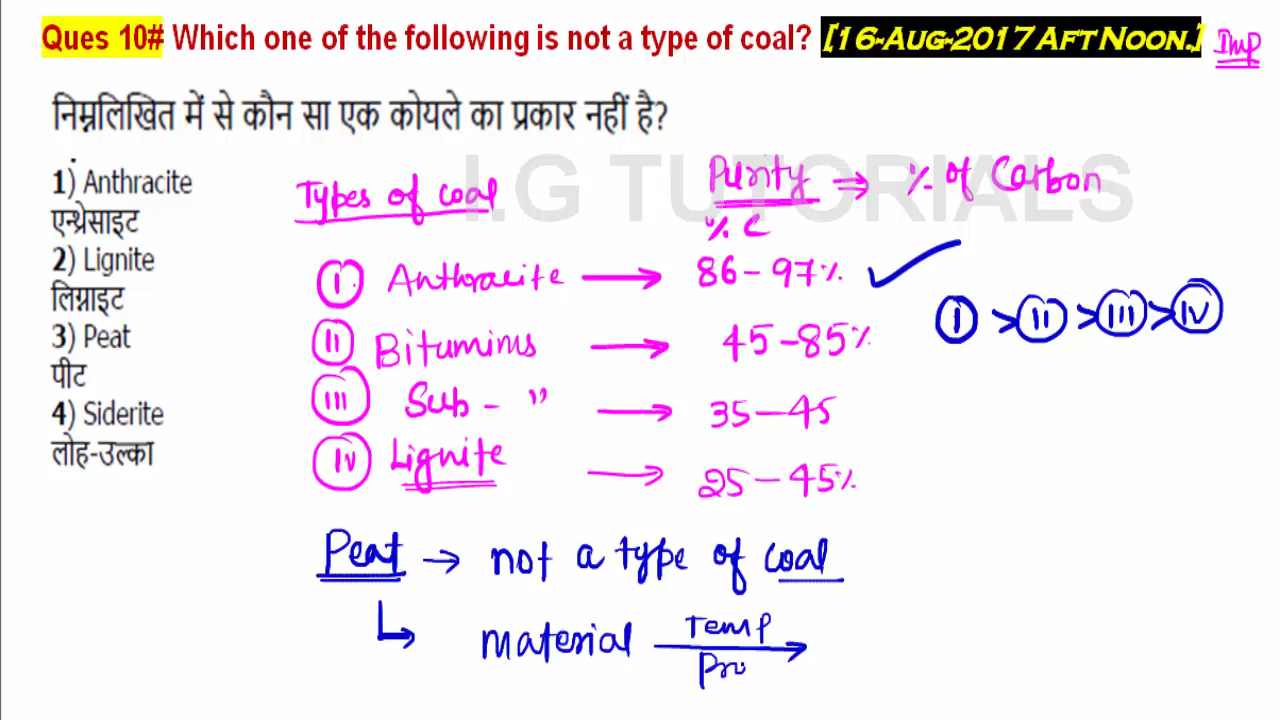 Ques 10# Which one of the following is not a type of coal? [16-Aug-2017 Aft Noon.] Imp
निम्नलिखित में से कौन सा एक कोयले का प्रकार नहीं है?
I.G TUTORIALS
1) Anthracite
एन्थ्रेसाइट
2) Lignite
लिग्नाइट
3) Peat
पीट
4) Siderite
लोह-उल्का
Types of coal Purity ⇒ % of Carbon
% C
I Anthracite → 86-97% ✓
II Bituminus → 45-85%
III Sub- " → 35-45
IV Lignite → 25-45%
I > II > III > IV
Peat → not a type of coal
↳ Material Temp →
Pr